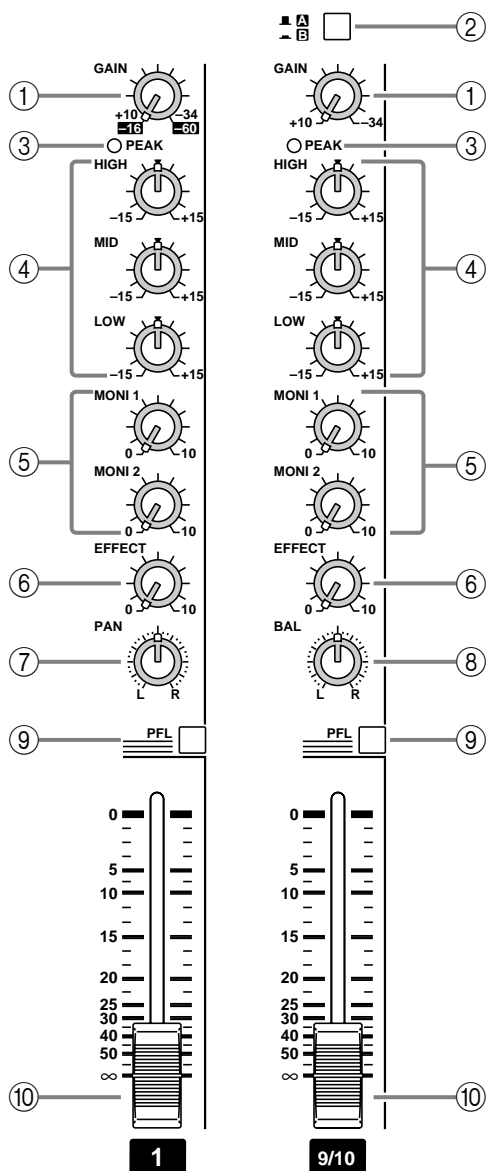 A
B
②
GAIN
GAIN
①
①
+10
–34
+10
–34
–16
–60
③
PEAK
PEAK
③
HIGH
HIGH
–15
+15
–15
+15
④
MID
MID
④
–15
+15
–15
+15
LOW
LOW
–15
+15
–15
+15
MONI 1
MONI 1
0
10
0
10
⑤
⑤
MONI 2
MONI 2
0
10
0
10
EFFECT
EFFECT
⑥
⑥
0
10
0
10
PAN
BAL
⑦
⑧
L
R
L
R
⑨
PFL
PFL
⑨
0
0
5
5
10
10
15
15
20
20
25
25
30
30
40
40
50
50
∞
∞
⑩
⑩
1
9/10